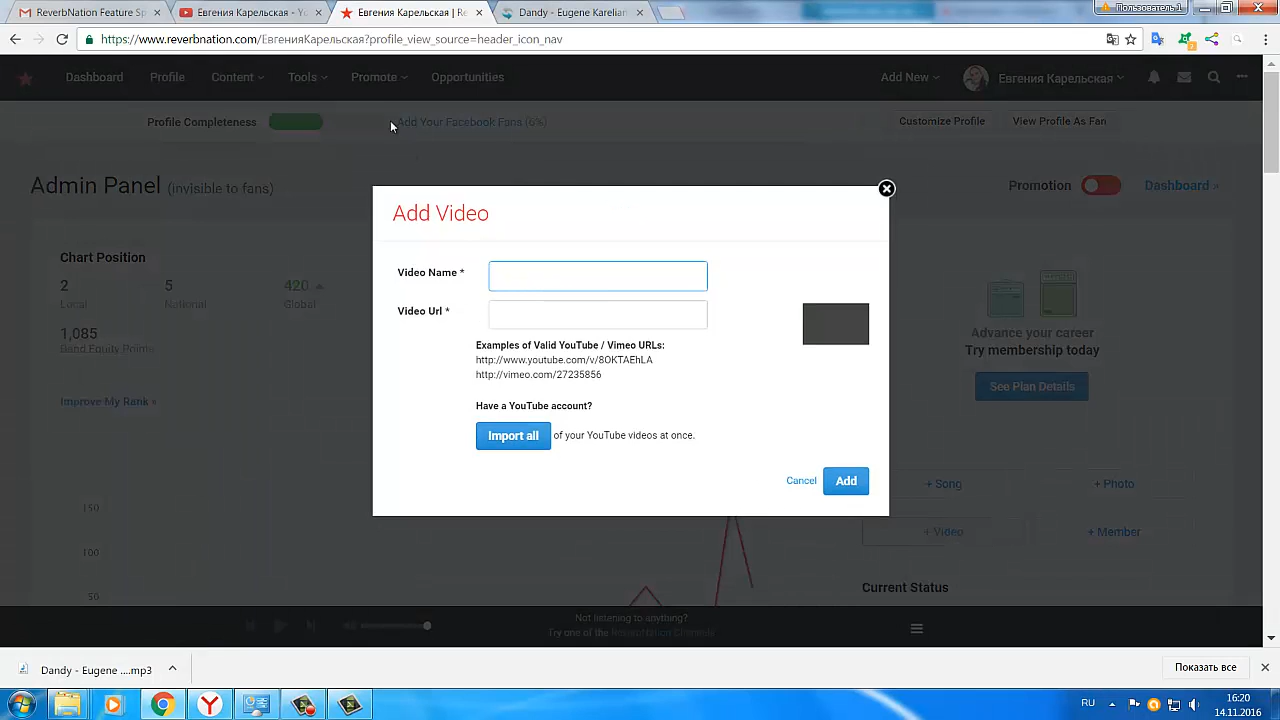 ReverbNation Feature Sp
Евгения Карельская - Y
Евгения Карельская | Re
Dandy - Eugene Karelian
Пользователь 1
https://www.reverbnation.com/ЕвгенияКарельская?profile_view_source=header_icon_nav
Dashboard Profile Content Tools Promote Opportunities Add New Евгения Карельская
Profile Completeness Add Your Facebook Fans (6%) Customize Profile View Profile As Fan
Admin Panel (invisible to fans) Promotion Dashboard »
Add Video
Chart Position
Video Name *
2 5 420
Local National Global
Video Url *
1,085
Band Equity Points
Advance your career
Try membership today
Examples of Valid YouTube / Vimeo URLs:
http://www.youtube.com/v/8OKTAEhLA
http://vimeo.com/27235856
See Plan Details
Improve My Rank »
Have a YouTube account?
Import all of your YouTube videos at once.
Cancel Add
+ Song + Photo
150
+ Video + Member
100
Current Status
50
Not listening to anything?
Try one of the ReverbNation Channels
Dandy - Eugene ....mp3
Показать все
RU
16:20
14.11.2016